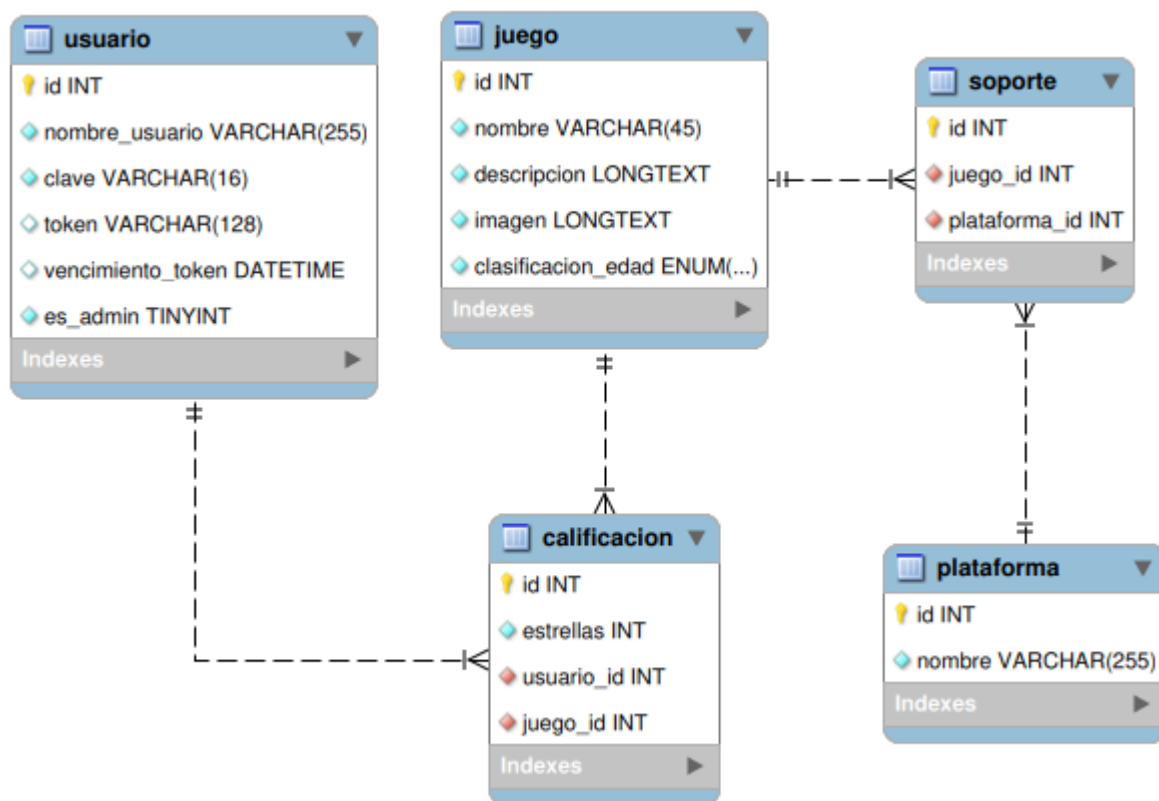 usuario
id INT
nombre_usuario VARCHAR(255)
clave VARCHAR(16)
token VARCHAR(128)
vencimiento_token DATETIME
es_admin TINYINT
Indexes
juego
id INT
nombre VARCHAR(45)
descripcion LONGTEXT
imagen LONGTEXT
clasificacion_edad ENUM(...)
Indexes
soporte
id INT
juego_id INT
plataforma_id INT
Indexes
calificacion
id INT
estrellas INT
usuario_id INT
juego_id INT
Indexes
plataforma
id INT
nombre VARCHAR(255)
Indexes